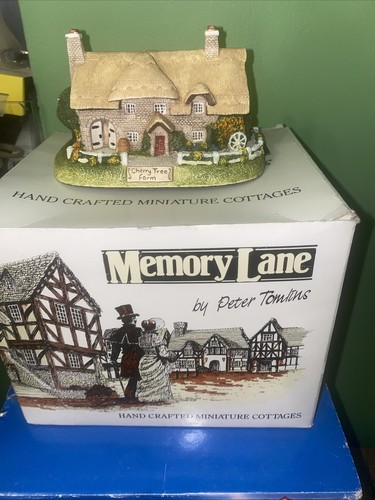 Cherry Tree
Farm
HAND CRAFTED MINIATURE COTTAGES
MEMORY LANE
by Peter Tomlins
HAND CRAFTED MINIATURE COTTAGES